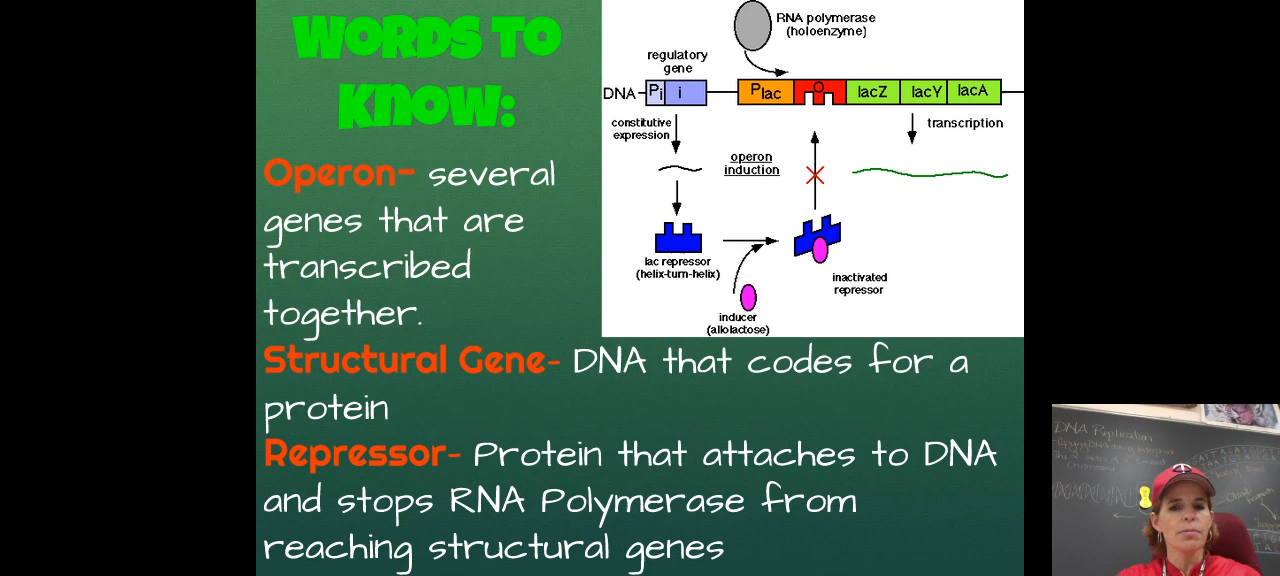 WORDS TO
KNOW:
Operon- several
genes that are
transcribed
together.
Structural Gene- DNA that codes for a
protein
Repressor- Protein that attaches to DNA
and stops RNA Polymerase from
reaching structural genes
RNA polymerase
(holoenzyme)
regulatory
gene
DNA
Pi i Plac O lacZ lacY lacA
constitutive
expression
operon
induction
transcription
lac repressor
(helix-turn-helix)
inactivated
repressor
inducer
(allolactose)
DNA Replication